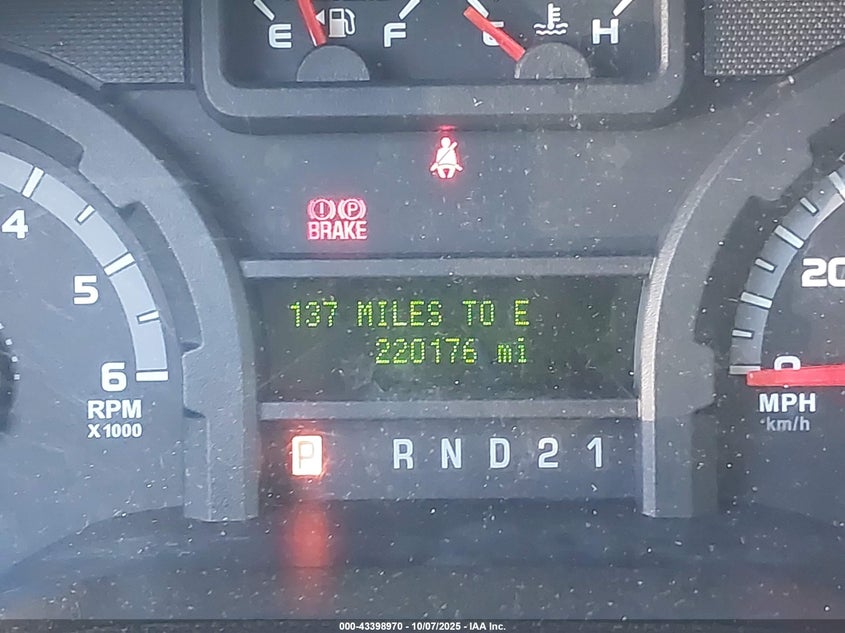 E F H
BRAKE
4
5
6
RPM
X1000
137 MILES TO E
220176 mi
P R N D 2 1
20
0
MPH
km/h
000-43398970 - 10/07/2025 - IAA Inc.